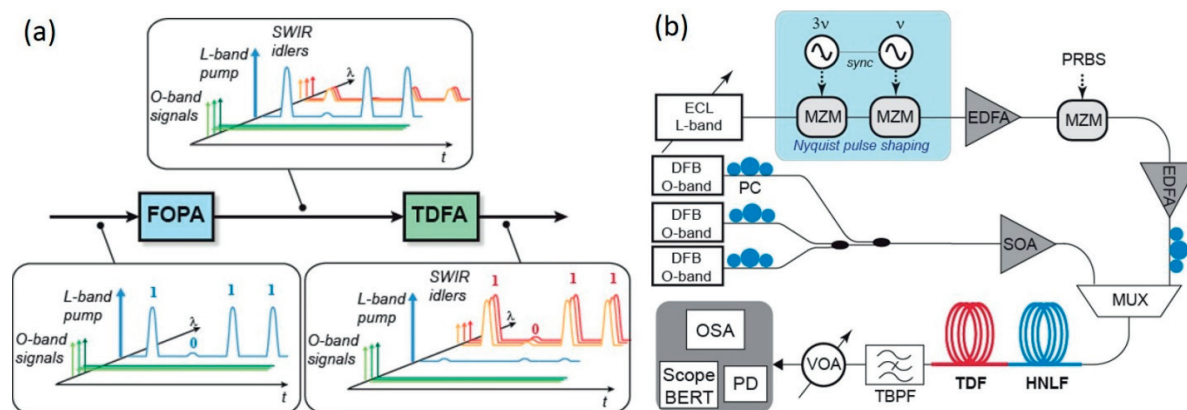 (a)
SWIR
idlers
L-band
pump
λ
O-band
signals
t
FOPA
TDFA
1
1
1
L-band
pump
0
λ
O-band
signals
t
SWIR
idlers
1
1
1
L-band
pump
λ
0
O-band
signals
t
(b)
3ν
ν
sync
PRBS
ECL
L-band
MZM
MZM
EDFA
MZM
Nyquist pulse shaping
DFB
O-band
PC
EDFA
DFB
O-band
DFB
O-band
SOA
MUX
OSA
Scope
BERT
PD
VOA
TBPF
TDF
HNLF